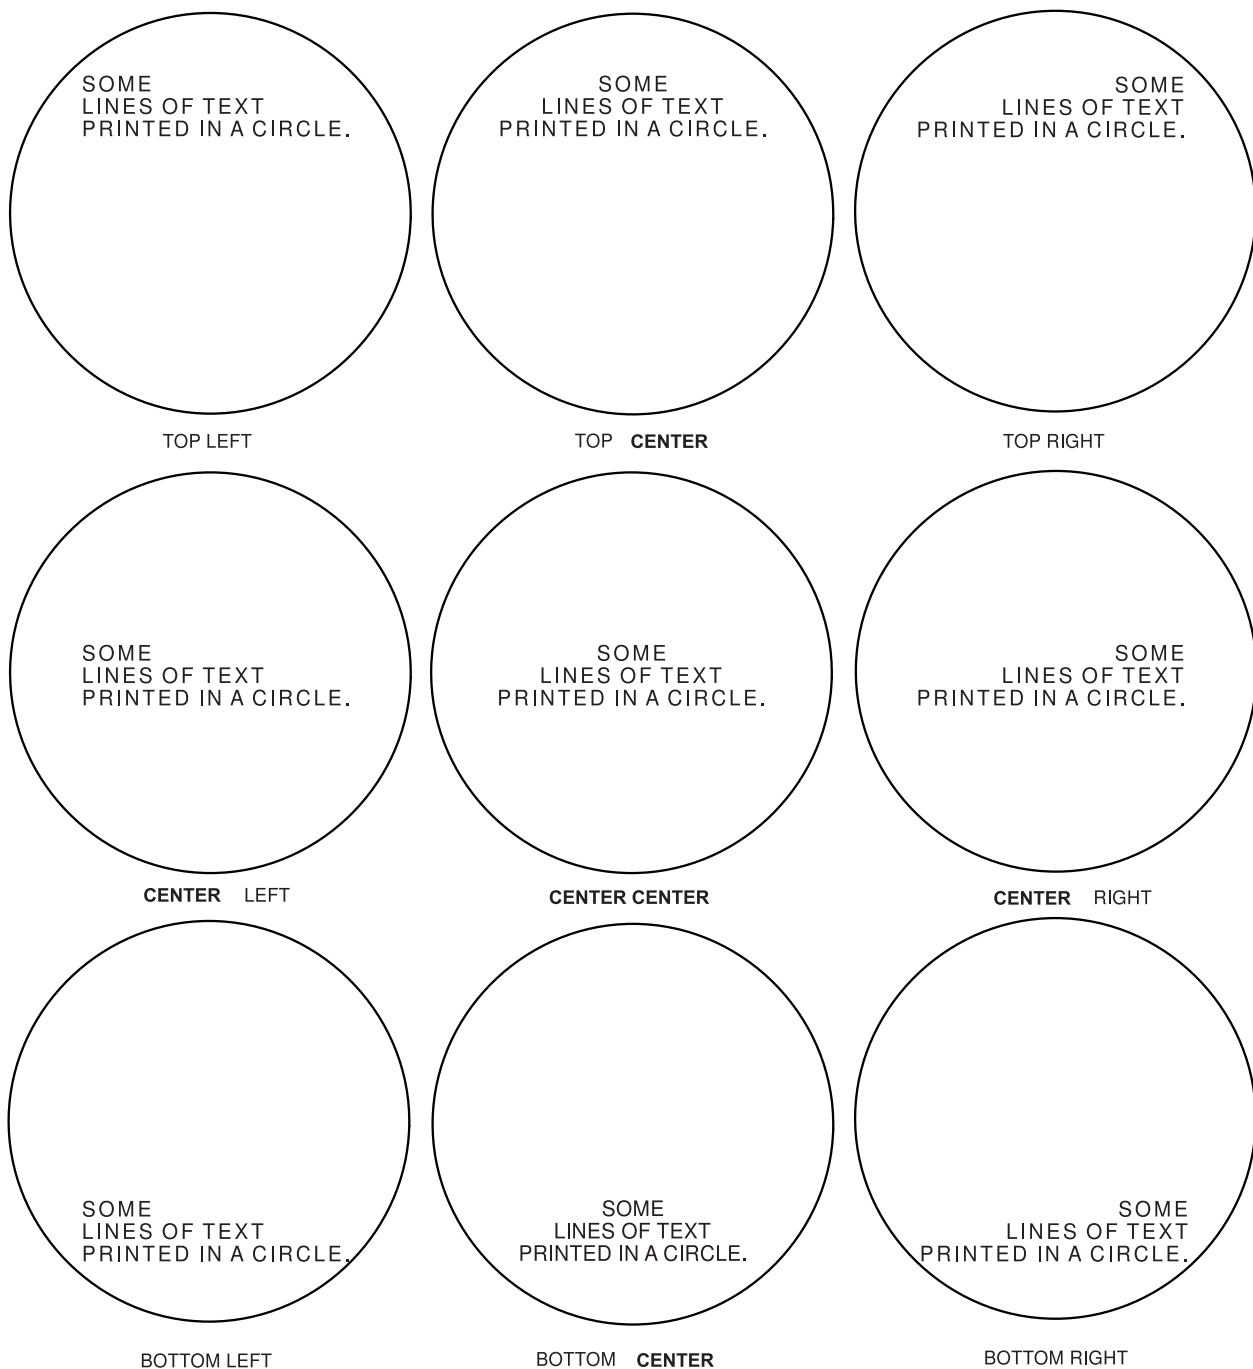 SOME
LINES OF TEXT
PRINTED IN A CIRCLE.
TOP LEFT
SOME
LINES OF TEXT
PRINTED IN A CIRCLE.
TOP CENTER
SOME
LINES OF TEXT
PRINTED IN A CIRCLE.
TOP RIGHT
SOME
LINES OF TEXT
PRINTED IN A CIRCLE.
CENTER LEFT
SOME
LINES OF TEXT
PRINTED IN A CIRCLE.
CENTER CENTER
SOME
LINES OF TEXT
PRINTED IN A CIRCLE.
CENTER RIGHT
SOME
LINES OF TEXT
PRINTED IN A CIRCLE.
BOTTOM LEFT
SOME
LINES OF TEXT
PRINTED IN A CIRCLE.
BOTTOM CENTER
SOME
LINES OF TEXT
PRINTED IN A CIRCLE.
BOTTOM RIGHT